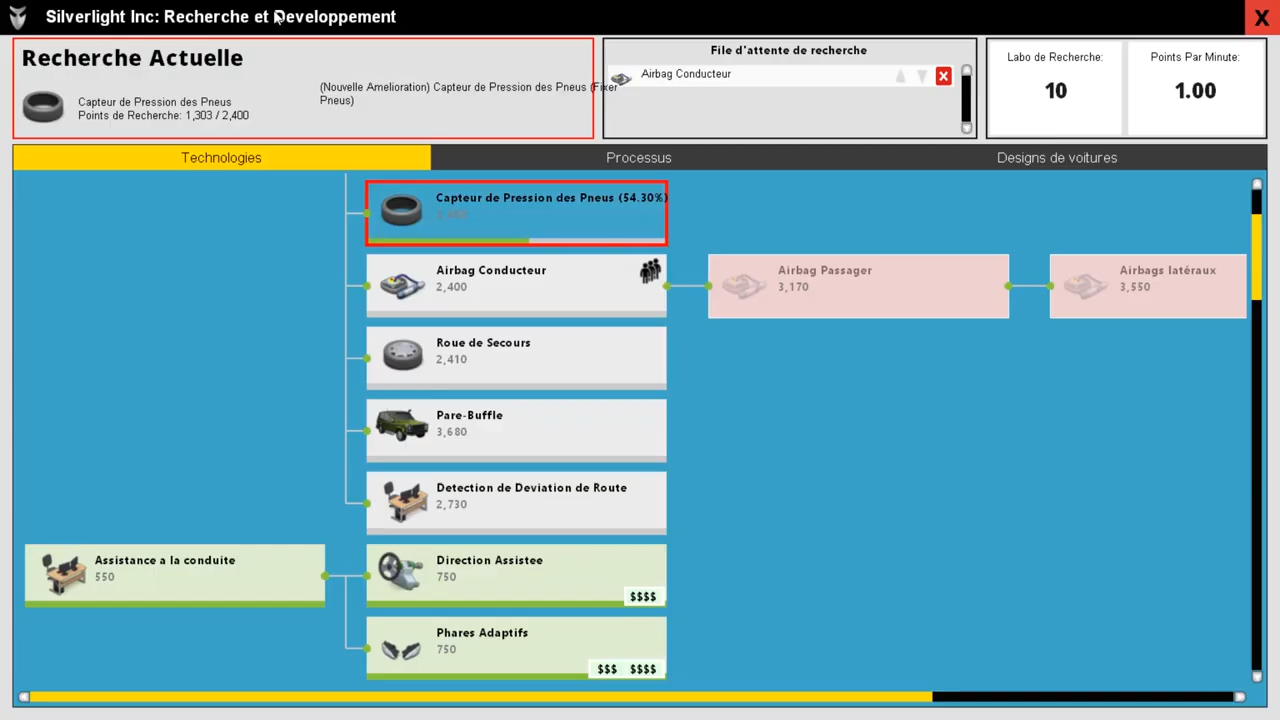 Silverlight Inc: Recherche et Developpement
X
Recherche Actuelle
Capteur de Pression des Pneus
Points de Recherche: 1,303 / 2,400
(Nouvelle Amelioration) Capteur de Pression des Pneus (Fixer
Pneus)
File d'attente de recherche
Airbag Conducteur
Labo de Recherche:
10
Points Par Minute:
1.00
Technologies
Processus
Designs de voitures
Capteur de Pression des Pneus (54.30%)
Airbag Conducteur
2,400
Airbag Passager
3,170
Airbags latéraux
3,550
Roue de Secours
2,410
Pare-Buffle
3,680
Detection de Deviation de Route
2,730
Assistance a la conduite
550
Direction Assistee
750
$$$$
Phares Adaptifs
750
$$$ $$$$